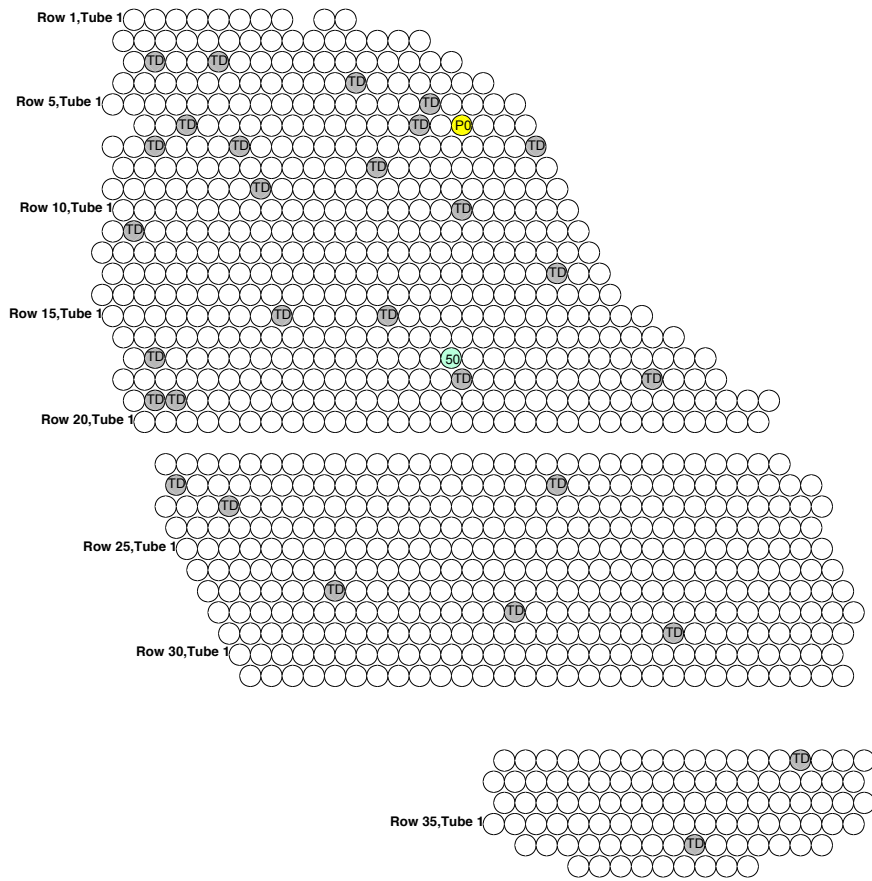 Row 1,Tube 1
TD TD
TD
Row 5,Tube 1 TD
TD TD P0
TD TD TD
TD
TD
Row 10,Tube 1 TD
TD
TD
Row 15,Tube 1 TD TD
TD 50
TD TD
TD TD
Row 20,Tube 1
TD TD
TD
Row 25,Tube 1
TD
TD
TD
Row 30,Tube 1
TD
Row 35,Tube 1
TD